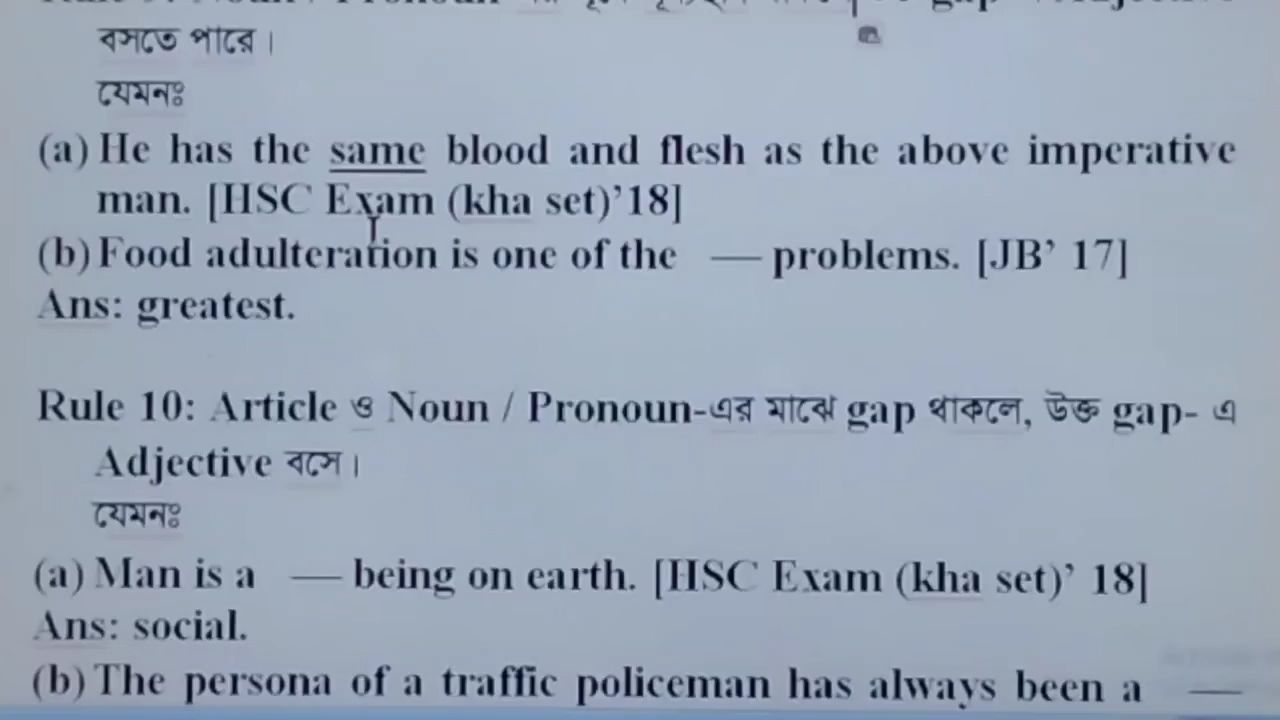 বসতে পারে।
যেমনঃ
(a) He has the same blood and flesh as the above imperative
man. [HSC Exam (kha set)’18]
(b) Food adulteration is one of the — problems. [JB’ 17]
Ans: greatest.
Rule 10: Article ও Noun / Pronoun-এর মাঝে gap থাকলে, উক্ত gap- এ
Adjective বসে।
যেমনঃ
(a) Man is a — being on earth. [HSC Exam (kha set)’ 18]
Ans: social.
(b) The persona of a traffic policeman has always been a —